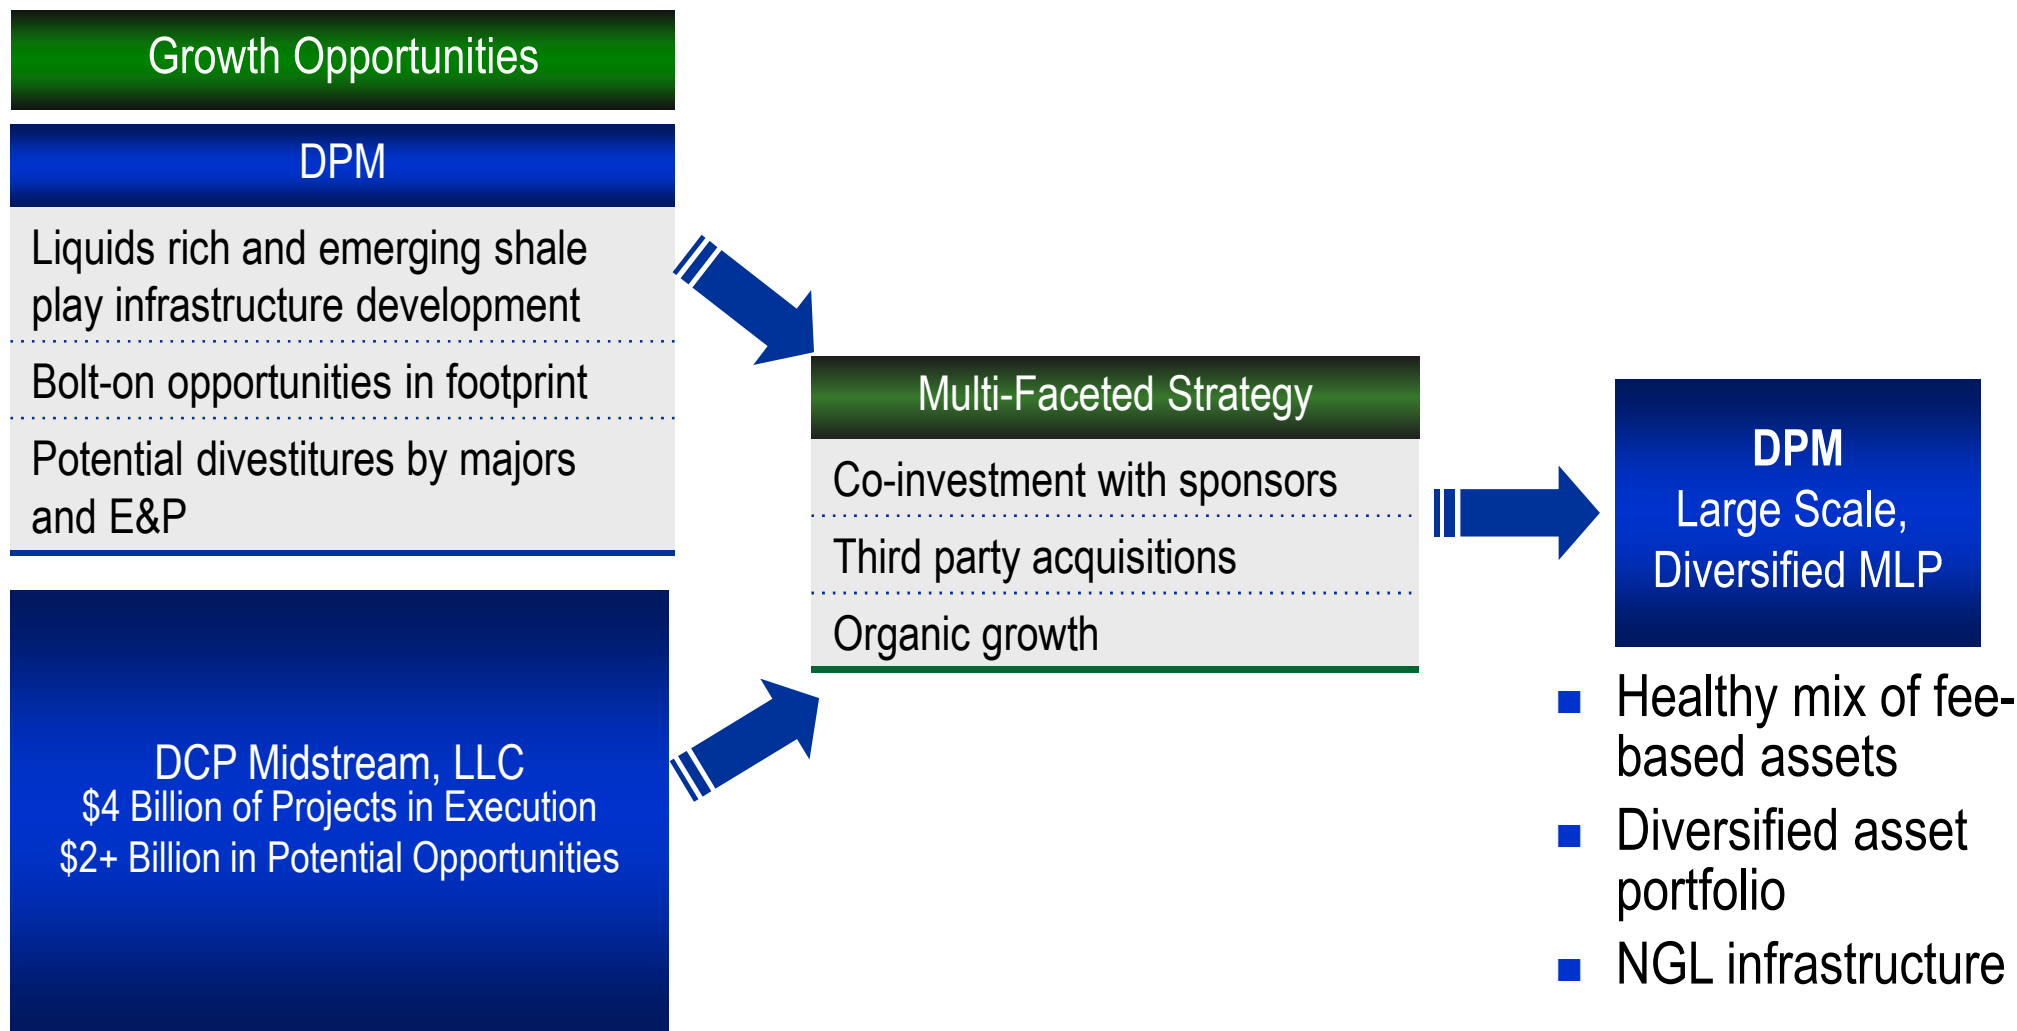 Growth Opportunities
DPM
Liquids rich and emerging shale
play infrastructure development
Bolt-on opportunities in footprint
Potential divestitures by majors
and E&P
DCP Midstream, LLC
$4 Billion of Projects in Execution
$2+ Billion in Potential Opportunities
Multi-Faceted Strategy
Co-investment with sponsors
Third party acquisitions
Organic growth
DPM
Large Scale,
Diversified MLP
Healthy mix of fee-
based assets
Diversified asset
portfolio
NGL infrastructure